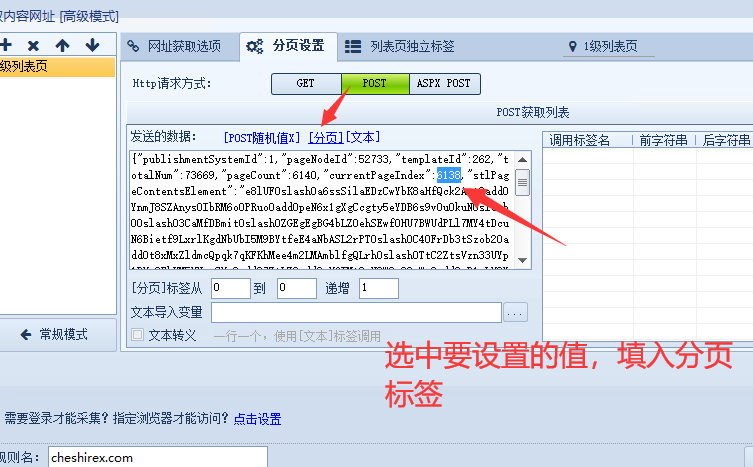 内容网址 [高级模式]
级列表页
网址获取选项
分页设置
列表页独立标签
1级列表页
Http请求方式:
GET
POST
ASPX POST
POST获取列表
发送的数据: [POST随机值X] [分页] [文本]
{"publishmentSystemId":1,"pageNodeId":52733,"templateId":262,"t
otalNum":73669,"pageCount":6140,"currentPageIndex":6138,"stlPa
geContentsElement":
调用标签名
前字符串
后字符串
[分页]标签从 0 到 0 递增 1
文本导入变量
...
文本转义
一行一个，使用[文本]标签调用
常规模式
选中要设置的值，填入分页
标签
需要登录才能采集？指定浏览器才能访问？ 点击设置
规则名: cheshirex.com